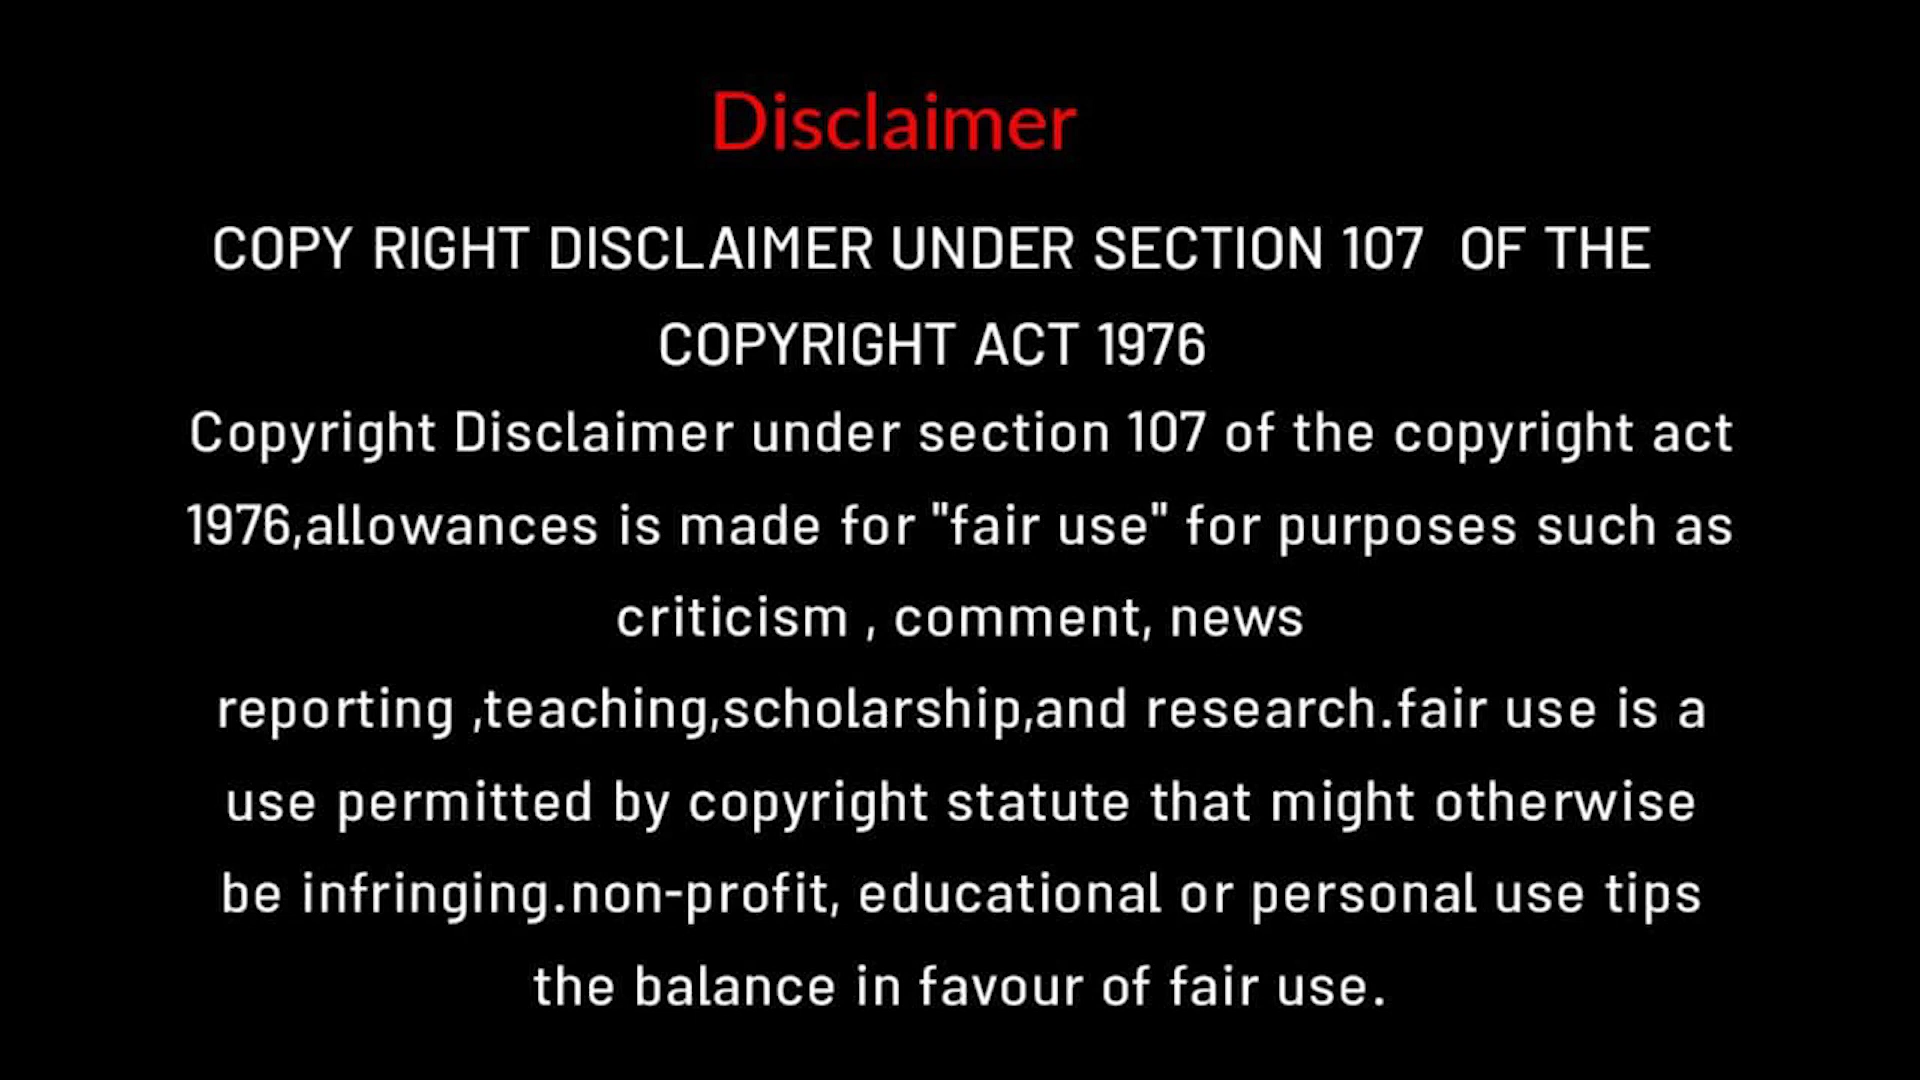 Disclaimer
COPY RIGHT DISCLAIMER UNDER SECTION 107 OF THE
COPYRIGHT ACT 1976
Copyright Disclaimer under section 107 of the copyright act
1976,allowances is made for "fair use" for purposes such as
criticism , comment, news
reporting ,teaching,scholarship,and research.fair use is a
use permitted by copyright statute that might otherwise
be infringing.non-profit, educational or personal use tips
the balance in favour of fair use.